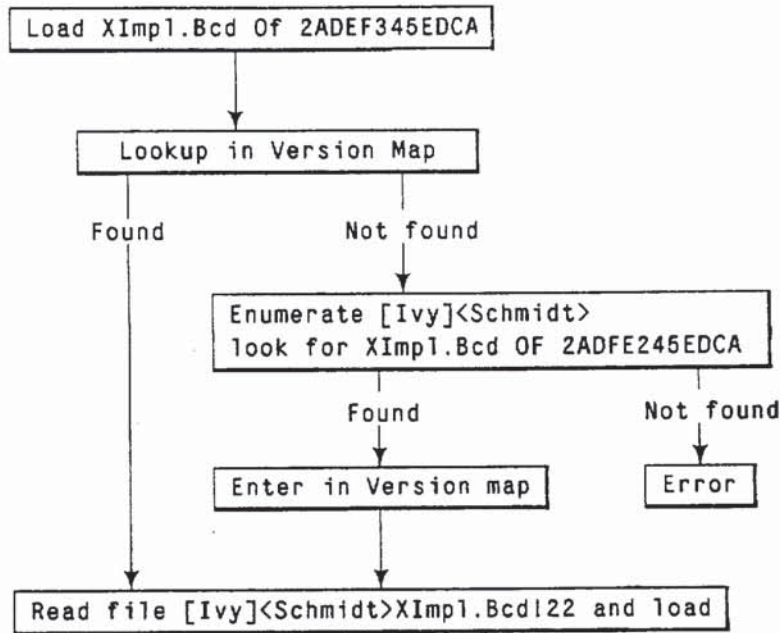 Load XImpl.Bcd Of 2ADEF345EDCA
Lookup in Version Map
Found
Not found
Enumerate [Ivy]<Schmidt>
look for XImpl.Bcd OF 2ADFE245EDCA
Found
Not found
Enter in Version map
Error
Read file [Ivy]<Schmidt>XImpl.Bcd!22 and load